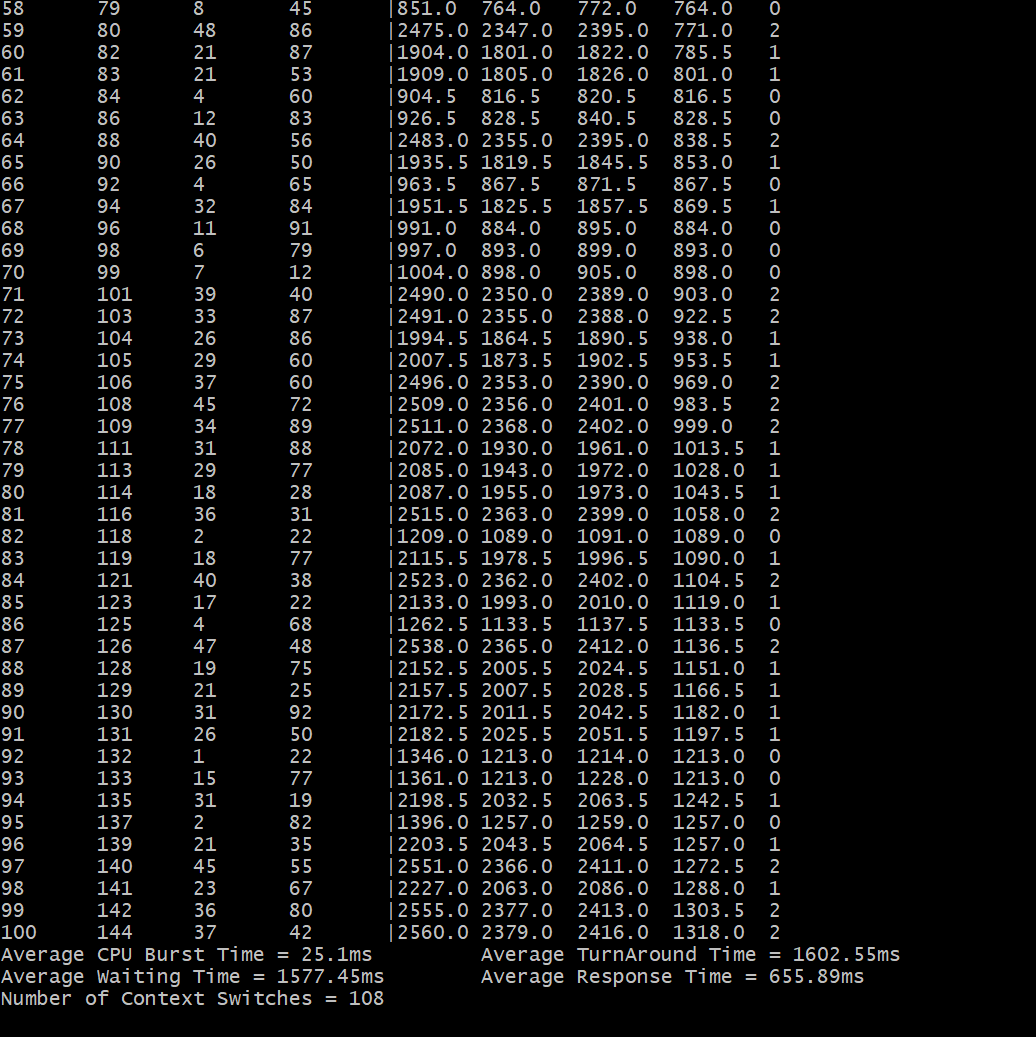 58      79      8       45      |851.0  764.0   772.0   764.0   0
59      80      48      86      |2475.0 2347.0  2395.0  771.0   2
60      82      21      87      |1904.0 1801.0  1822.0  785.5   1
61      83      21      53      |1909.0 1805.0  1826.0  801.0   1
62      84      4       60      |904.5  816.5   820.5   816.5   0
63      86      12      83      |926.5  828.5   840.5   828.5   0
64      88      40      56      |2483.0 2355.0  2395.0  838.5   2
65      90      26      50      |1935.5 1819.5  1845.5  853.0   1
66      92      4       65      |963.5  867.5   871.5   867.5   0
67      94      32      84      |1951.5 1825.5  1857.5  869.5   1
68      96      11      91      |991.0  884.0   895.0   884.0   0
69      98      6       79      |997.0  893.0   899.0   893.0   0
70      99      7       12      |1004.0 898.0   905.0   898.0   0
71      101     39      40      |2490.0 2350.0  2389.0  903.0   2
72      103     33      87      |2491.0 2355.0  2388.0  922.5   2
73      104     26      86      |1994.5 1864.5  1890.5  938.0   1
74      105     29      60      |2007.5 1873.5  1902.5  953.5   1
75      106     37      60      |2496.0 2353.0  2390.0  969.0   2
76      108     45      72      |2509.0 2356.0  2401.0  983.5   2
77      109     34      89      |2511.0 2368.0  2402.0  999.0   2
78      111     31      88      |2072.0 1930.0  1961.0  1013.5  1
79      113     29      77      |2085.0 1943.0  1972.0  1028.0  1
80      114     18      28      |2087.0 1955.0  1973.0  1043.5  1
81      116     36      31      |2515.0 2363.0  2399.0  1058.0  2
82      118     2       22      |1209.0 1089.0  1091.0  1089.0  0
83      119     18      77      |2115.5 1978.5  1996.5  1090.0  1
84      121     40      38      |2523.0 2362.0  2402.0  1104.5  2
85      123     17      22      |2133.0 1993.0  2010.0  1119.0  1
86      125     4       68      |1262.5 1133.5  1137.5  1133.5  0
87      126     47      48      |2538.0 2365.0  2412.0  1136.5  2
88      128     19      75      |2152.5 2005.5  2024.5  1151.0  1
89      129     21      25      |2157.5 2007.5  2028.5  1166.5  1
90      130     31      92      |2172.5 2011.5  2042.5  1182.0  1
91      131     26      50      |2182.5 2025.5  2051.5  1197.5  1
92      132     1       22      |1346.0 1213.0  1214.0  1213.0  0
93      133     15      77      |1361.0 1213.0  1228.0  1213.0  0
94      135     31      19      |2198.5 2032.5  2063.5  1242.5  1
95      137     2       82      |1396.0 1257.0  1259.0  1257.0  0
96      139     21      35      |2203.5 2043.5  2064.5  1257.0  1
97      140     45      55      |2551.0 2366.0  2411.0  1272.5  2
98      141     23      67      |2227.0 2063.0  2086.0  1288.0  1
99      142     36      80      |2555.0 2377.0  2413.0  1303.5  2
100     144     37      42      |2560.0 2379.0  2416.0  1318.0  2
Average CPU Burst Time = 25.1ms         Average TurnAround Time = 1602.55ms
Average Waiting Time = 1577.45ms        Average Response Time = 655.89ms
Number of Context Switches = 108